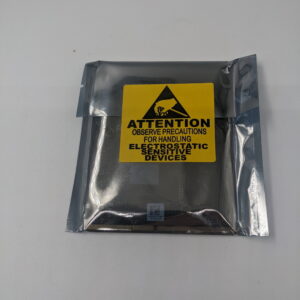 ATTENTION
OBSERVE PRECAUTIONS
FOR HANDLING
ELECTROSTATIC
SENSITIVE
DEVICES